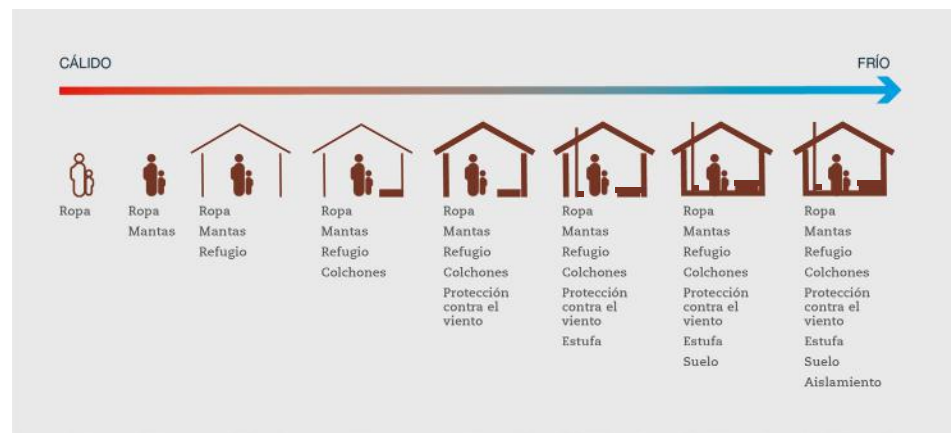 CÁLIDO
FRÍO
Ropa
Ropa
Mantas
Ropa
Mantas
Refugio
Ropa
Mantas
Refugio
Colchones
Ropa
Mantas
Refugio
Colchones
Protección
contra el
viento
Ropa
Mantas
Refugio
Colchones
Protección
contra el
viento
Estufa
Ropa
Mantas
Refugio
Colchones
Protección
contra el
viento
Estufa
Suelo
Ropa
Mantas
Refugio
Colchones
Protección
contra el
viento
Estufa
Suelo
Aislamiento